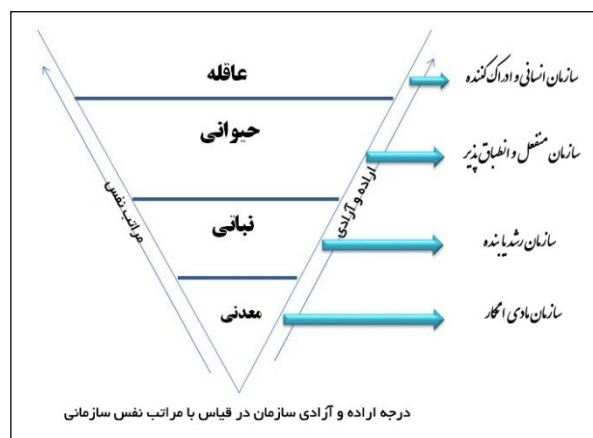 عاقله
سازمان انسانی و ادراک کننده
حیوانی
سازمان منفعل و انطباق پذیر
مراتب نفس
اراده و آزادی
نباتی
سازمان رشد یابنده
معدنی
سازمان مادی انگار
درجه اراده و آزادی سازمان در قیاس با مراتب نفس سازمانی